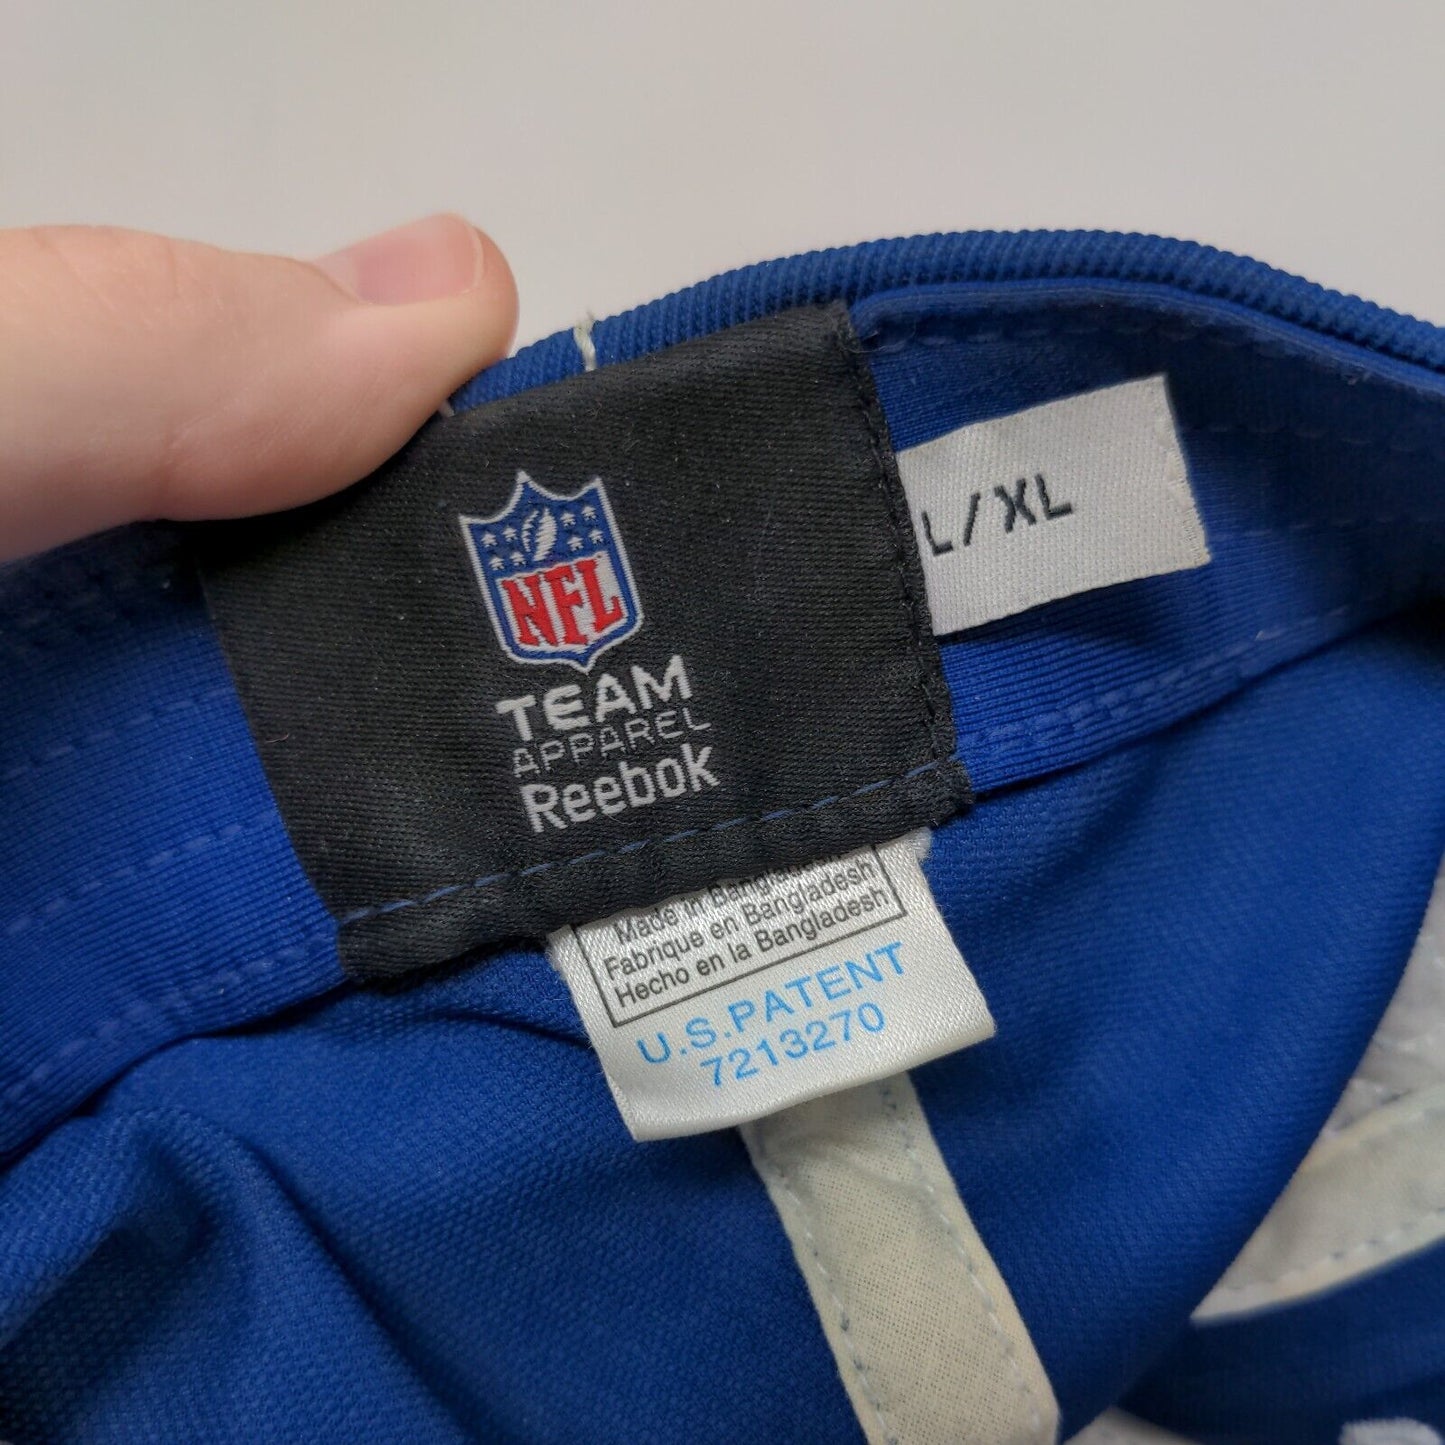 NFL
TEAM
APPAREL
Reebok
L/XL
Made in Bangladesh
Fabrique en Bangladesh
Hecho en la Bangladesh
U.S.PATENT
7213270